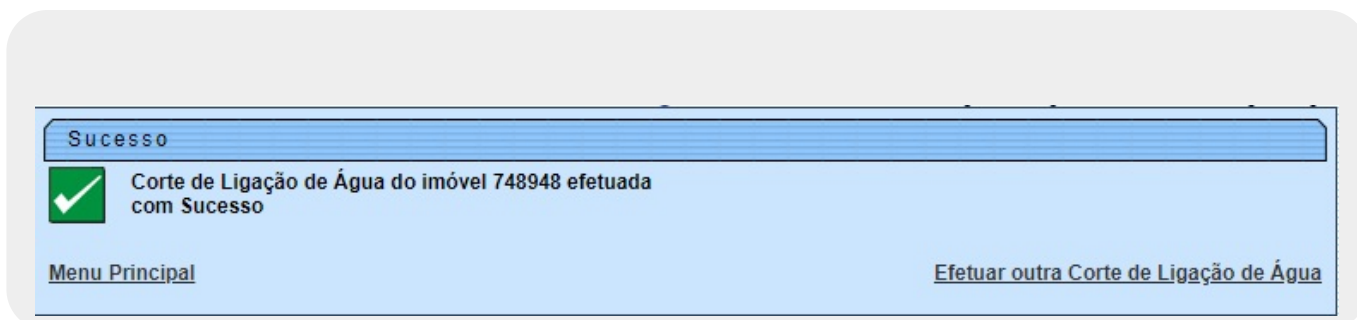 Sucesso
Corte de Ligação de Água do imóvel 748948 efetuada
com Sucesso
Menu Principal
Efetuar outra Corte de Ligação de Água